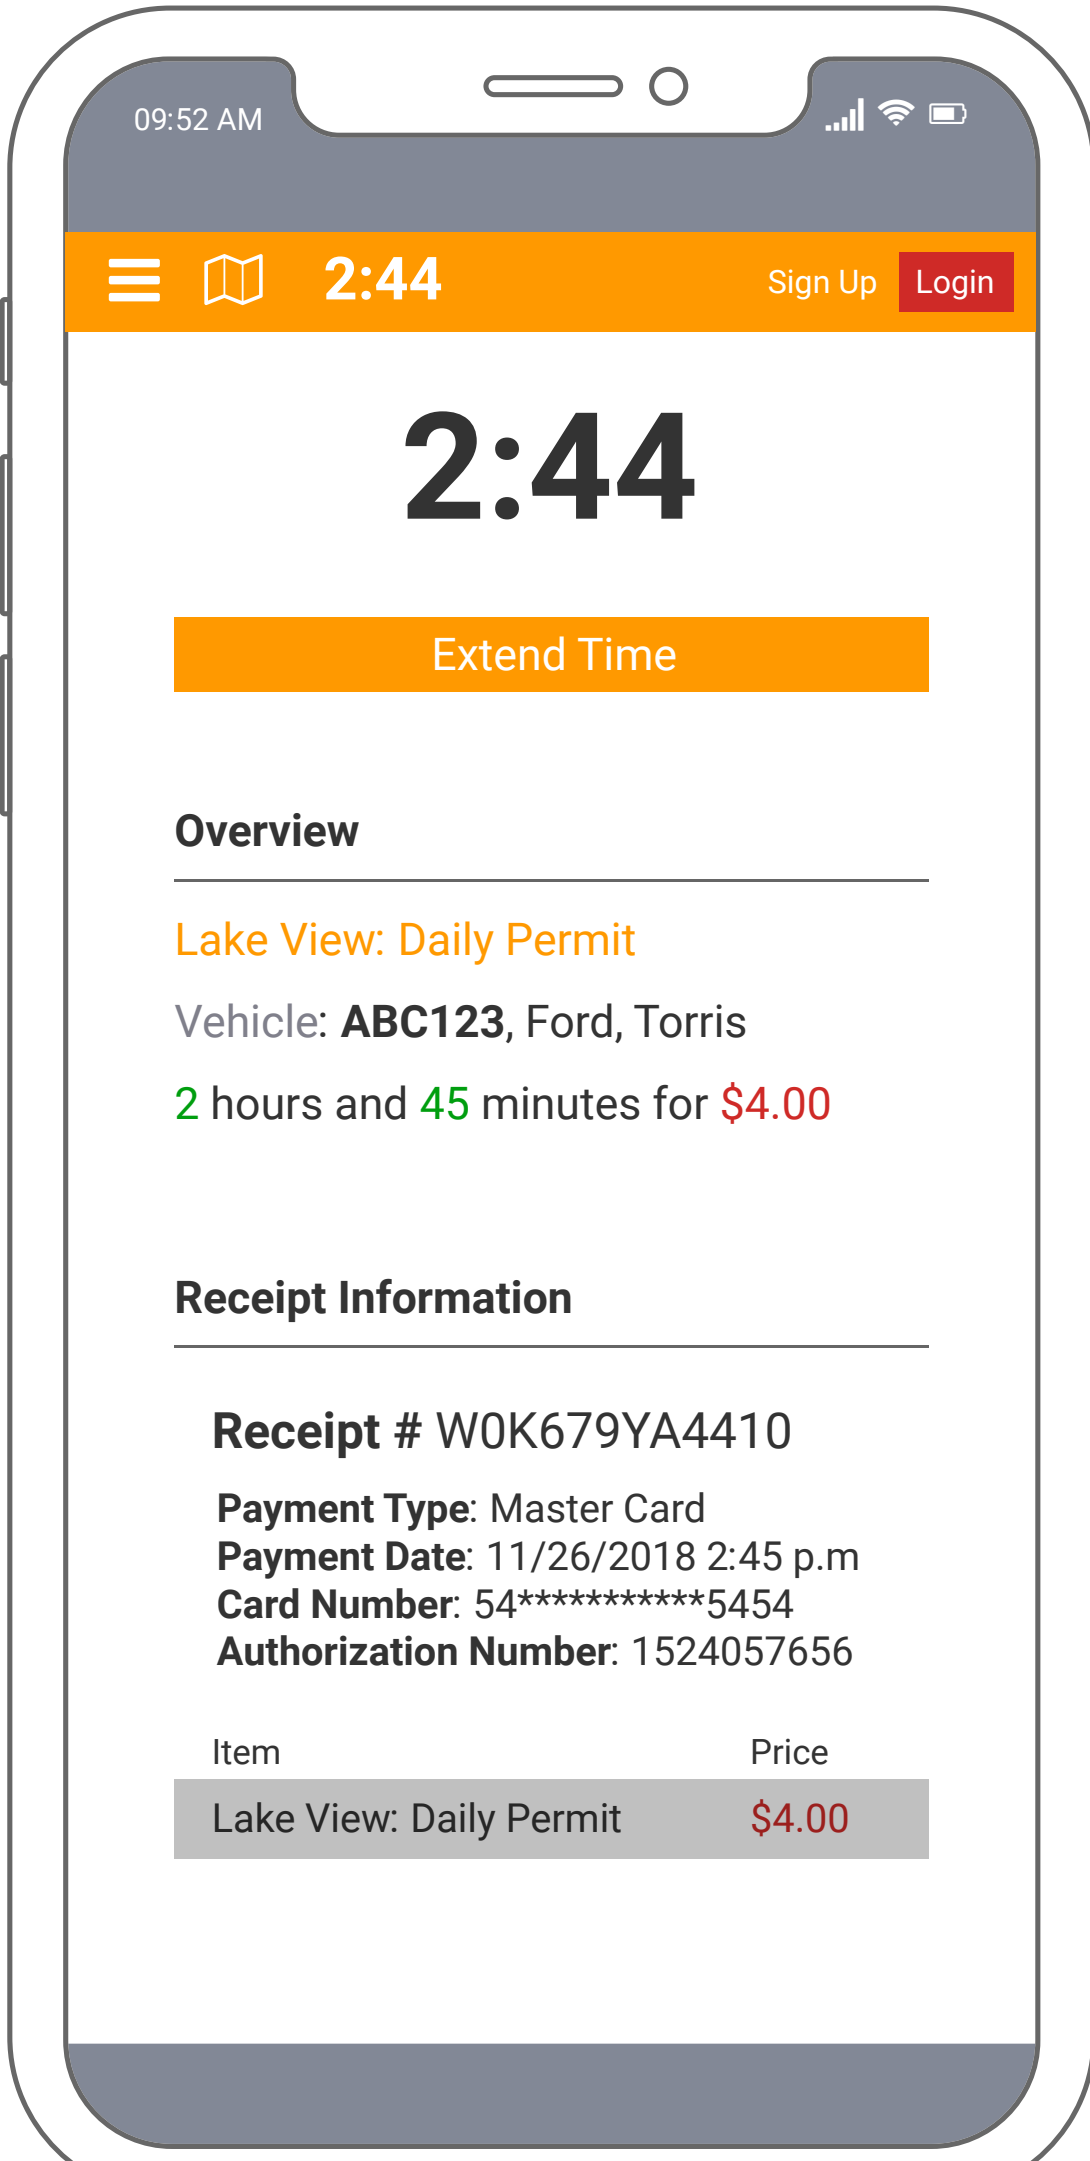 09:52 AM
2:44 Sign Up Login
2:44
Extend Time
Overview
Lake View: Daily Permit
Vehicle: ABC123, Ford, Torris
2 hours and 45 minutes for $4.00
Receipt Information
Receipt # W0K679YA4410
Payment Type: Master Card
Payment Date: 11/26/2018 2:45 p.m
Card Number: 54***********5454
Authorization Number: 1524057656
Item Price
Lake View: Daily Permit $4.00